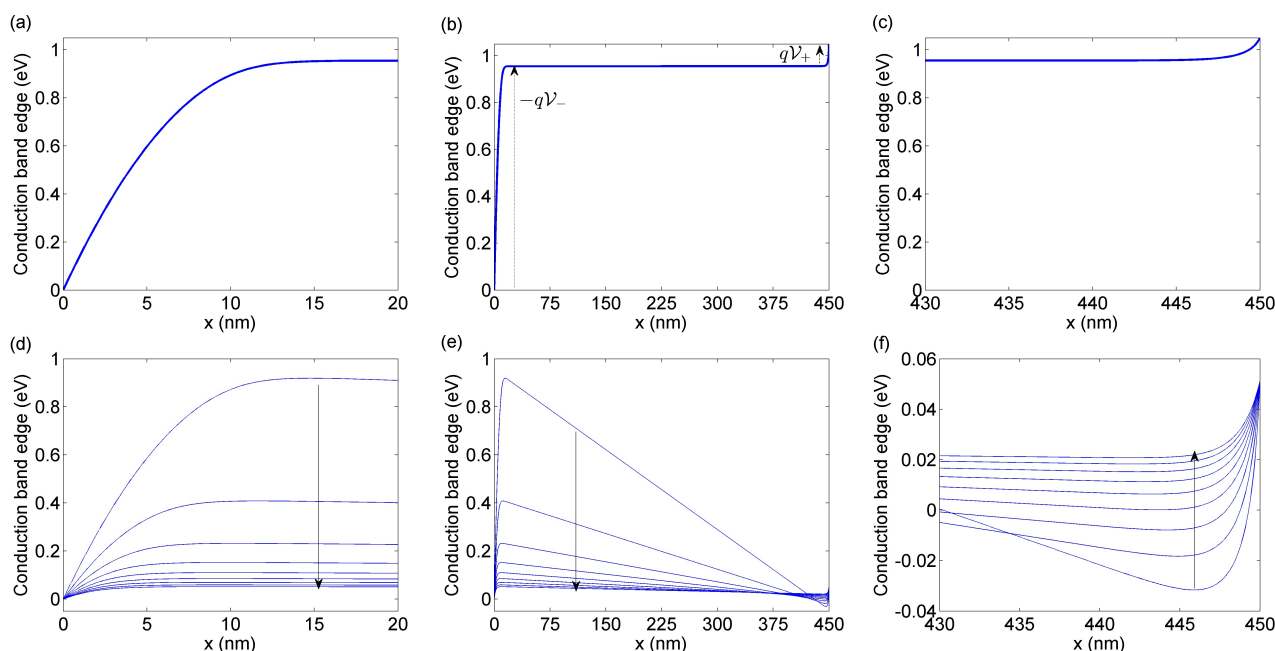 (a)
Conduction band edge (eV)
1
0.8
0.6
0.4
0.2
0
0 5 10 15 20
x (nm)
(b)
Conduction band edge (eV)
1
0.8
0.6
0.4
0.2
0
q𝒱₊
−q𝒱₋
0 75 150 225 300 375 450
x (nm)
(c)
Conduction band edge (eV)
1
0.8
0.6
0.4
0.2
0
430 435 440 445 450
x (nm)
(d)
Conduction band edge (eV)
1
0.8
0.6
0.4
0.2
0
0 5 10 15 20
x (nm)
(e)
Conduction band edge (eV)
1
0.8
0.6
0.4
0.2
0
0 75 150 225 300 375 450
x (nm)
(f)
Conduction band edge (eV)
0.06
0.04
0.02
0
-0.02
-0.04
430 435 440 445 450
x (nm)